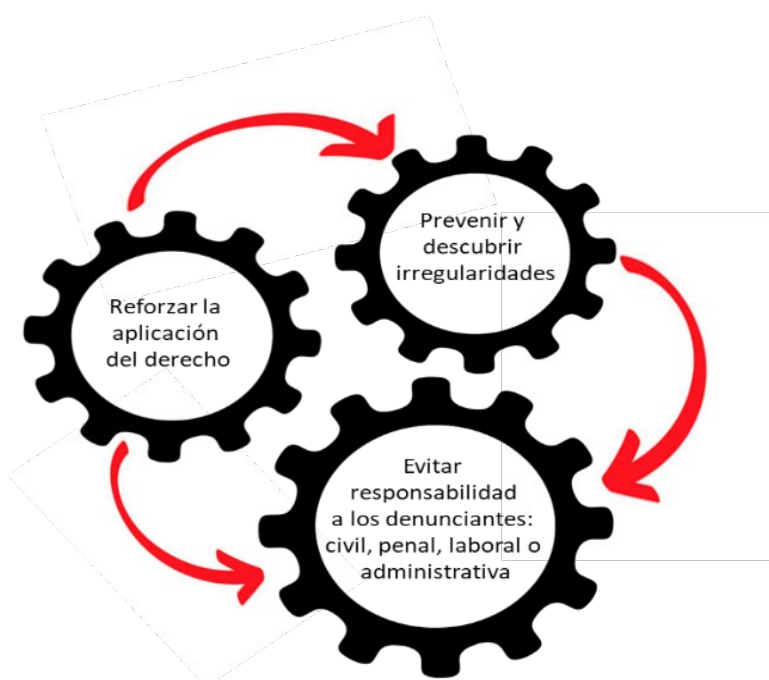 Reforzar la
aplicación
del derecho
Prevenir y
descubrir
irregularidades
Evitar
responsabilidad
a los denunciantes:
civil, penal, laboral o
administrativa